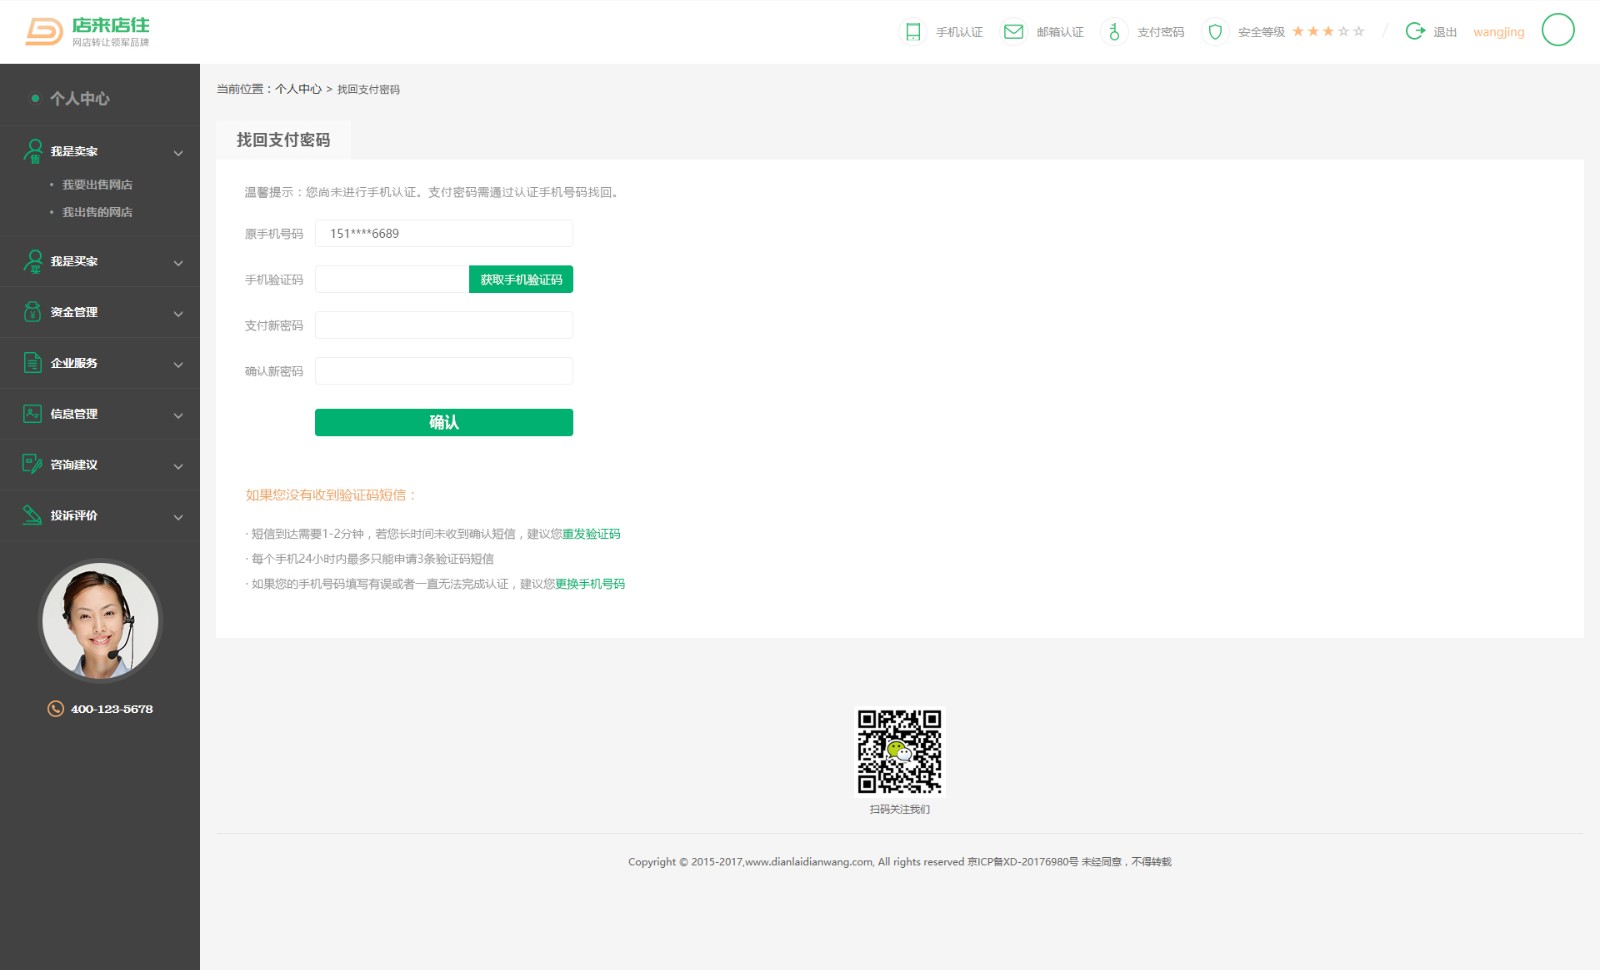 店来店往
网店转让领军品牌
手机认证
邮箱认证
支付密码
安全等级
退出
wangjing
个人中心
售
我是卖家
• 我要出售网店
• 我出售的网店
买
我是买家
¥
资金管理
企业服务
信息管理
咨询建议
投诉评价
400-123-5678
当前位置：个人中心 > 找回支付密码
找回支付密码
温馨提示：您尚未进行手机认证。支付密码需通过认证手机号码找回。
原手机号码 151****6689
手机验证码 获取手机验证码
支付新密码
确认新密码
确认
如果您没有收到验证码短信：
· 短信到达需要1-2分钟，若您长时间未收到确认短信，建议您重发验证码
· 每个手机24小时内最多只能申请3条验证码短信
· 如果您的手机号码填写有误或者一直无法完成认证，建议您更换手机号码
扫码关注我们
Copyright © 2015-2017,www.dianlaidianwang.com, All rights reserved 京ICP备XD-20176980号 未经同意，不得转载